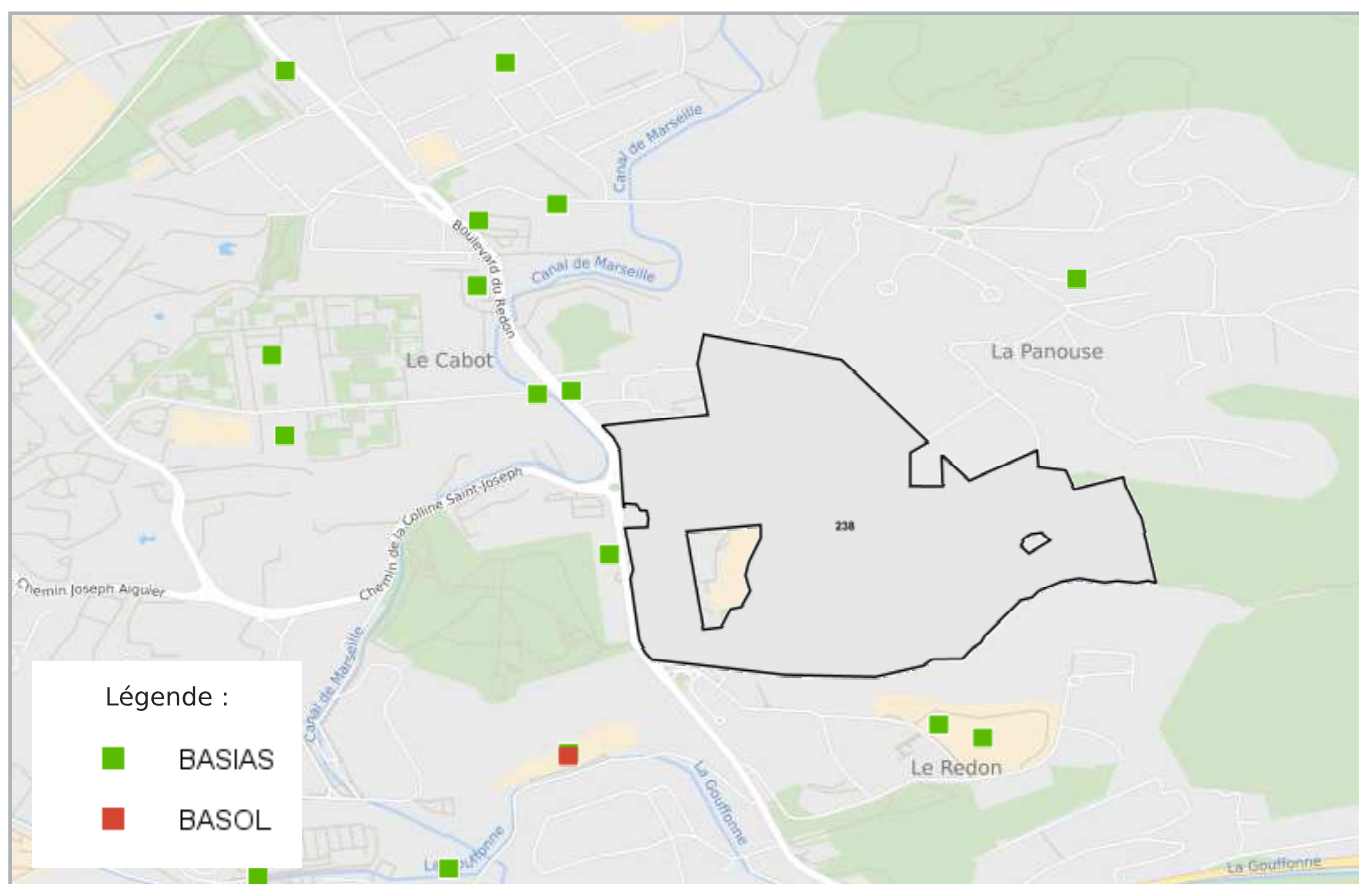 Canal de Marseille
Boulevard du Redon
Canal de Marseille
La Panouse
Le Cabot
Chemin de la Colline Saint-Joseph
238
Chemin Joseph Aiguier
Canal de Marseille
Légende :
BASIAS
BASOL
Le Redon
La Gouffonne
La Gouffonne
La Gouffonne